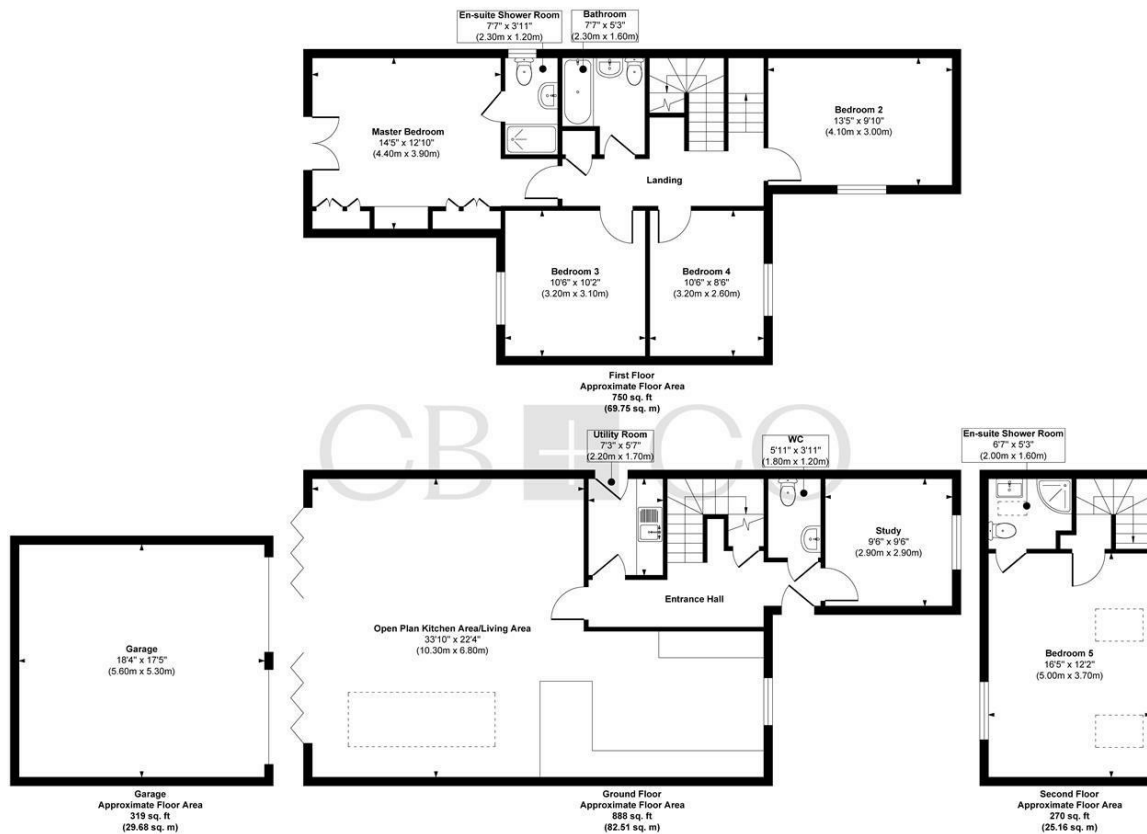 En-suite Shower Room
7'7" x 3'11"
(2.30m x 1.20m)
Bathroom
7'7" x 5'3"
(2.30m x 1.60m)
Master Bedroom
14'5" x 12'10"
(4.40m x 3.90m)
Bedroom 2
13'5" x 9'10"
(4.10m x 3.00m)
Landing
Bedroom 3
10'6" x 10'2"
(3.20m x 3.10m)
Bedroom 4
10'6" x 8'6"
(3.20m x 2.60m)
First Floor
Approximate Floor Area
750 sq. ft
(69.75 sq. m)
CB + CO
Utility Room
7'3" x 5'7"
(2.20m x 1.70m)
WC
5'11" x 3'11"
(1.80m x 1.20m)
En-suite Shower Room
6'7" x 5'3"
(2.00m x 1.60m)
Study
9'6" x 9'6"
(2.90m x 2.90m)
Entrance Hall
Open Plan Kitchen Area/Living Area
33'10" x 22'4"
(10.30m x 6.80m)
Garage
18'4" x 17'5"
(5.60m x 5.30m)
Bedroom 5
16'5" x 12'2"
(5.00m x 3.70m)
Garage
Approximate Floor Area
319 sq. ft
(29.68 sq. m)
Ground Floor
Approximate Floor Area
888 sq. ft
(82.51 sq. m)
Second Floor
Approximate Floor Area
270 sq. ft
(25.16 sq. m)